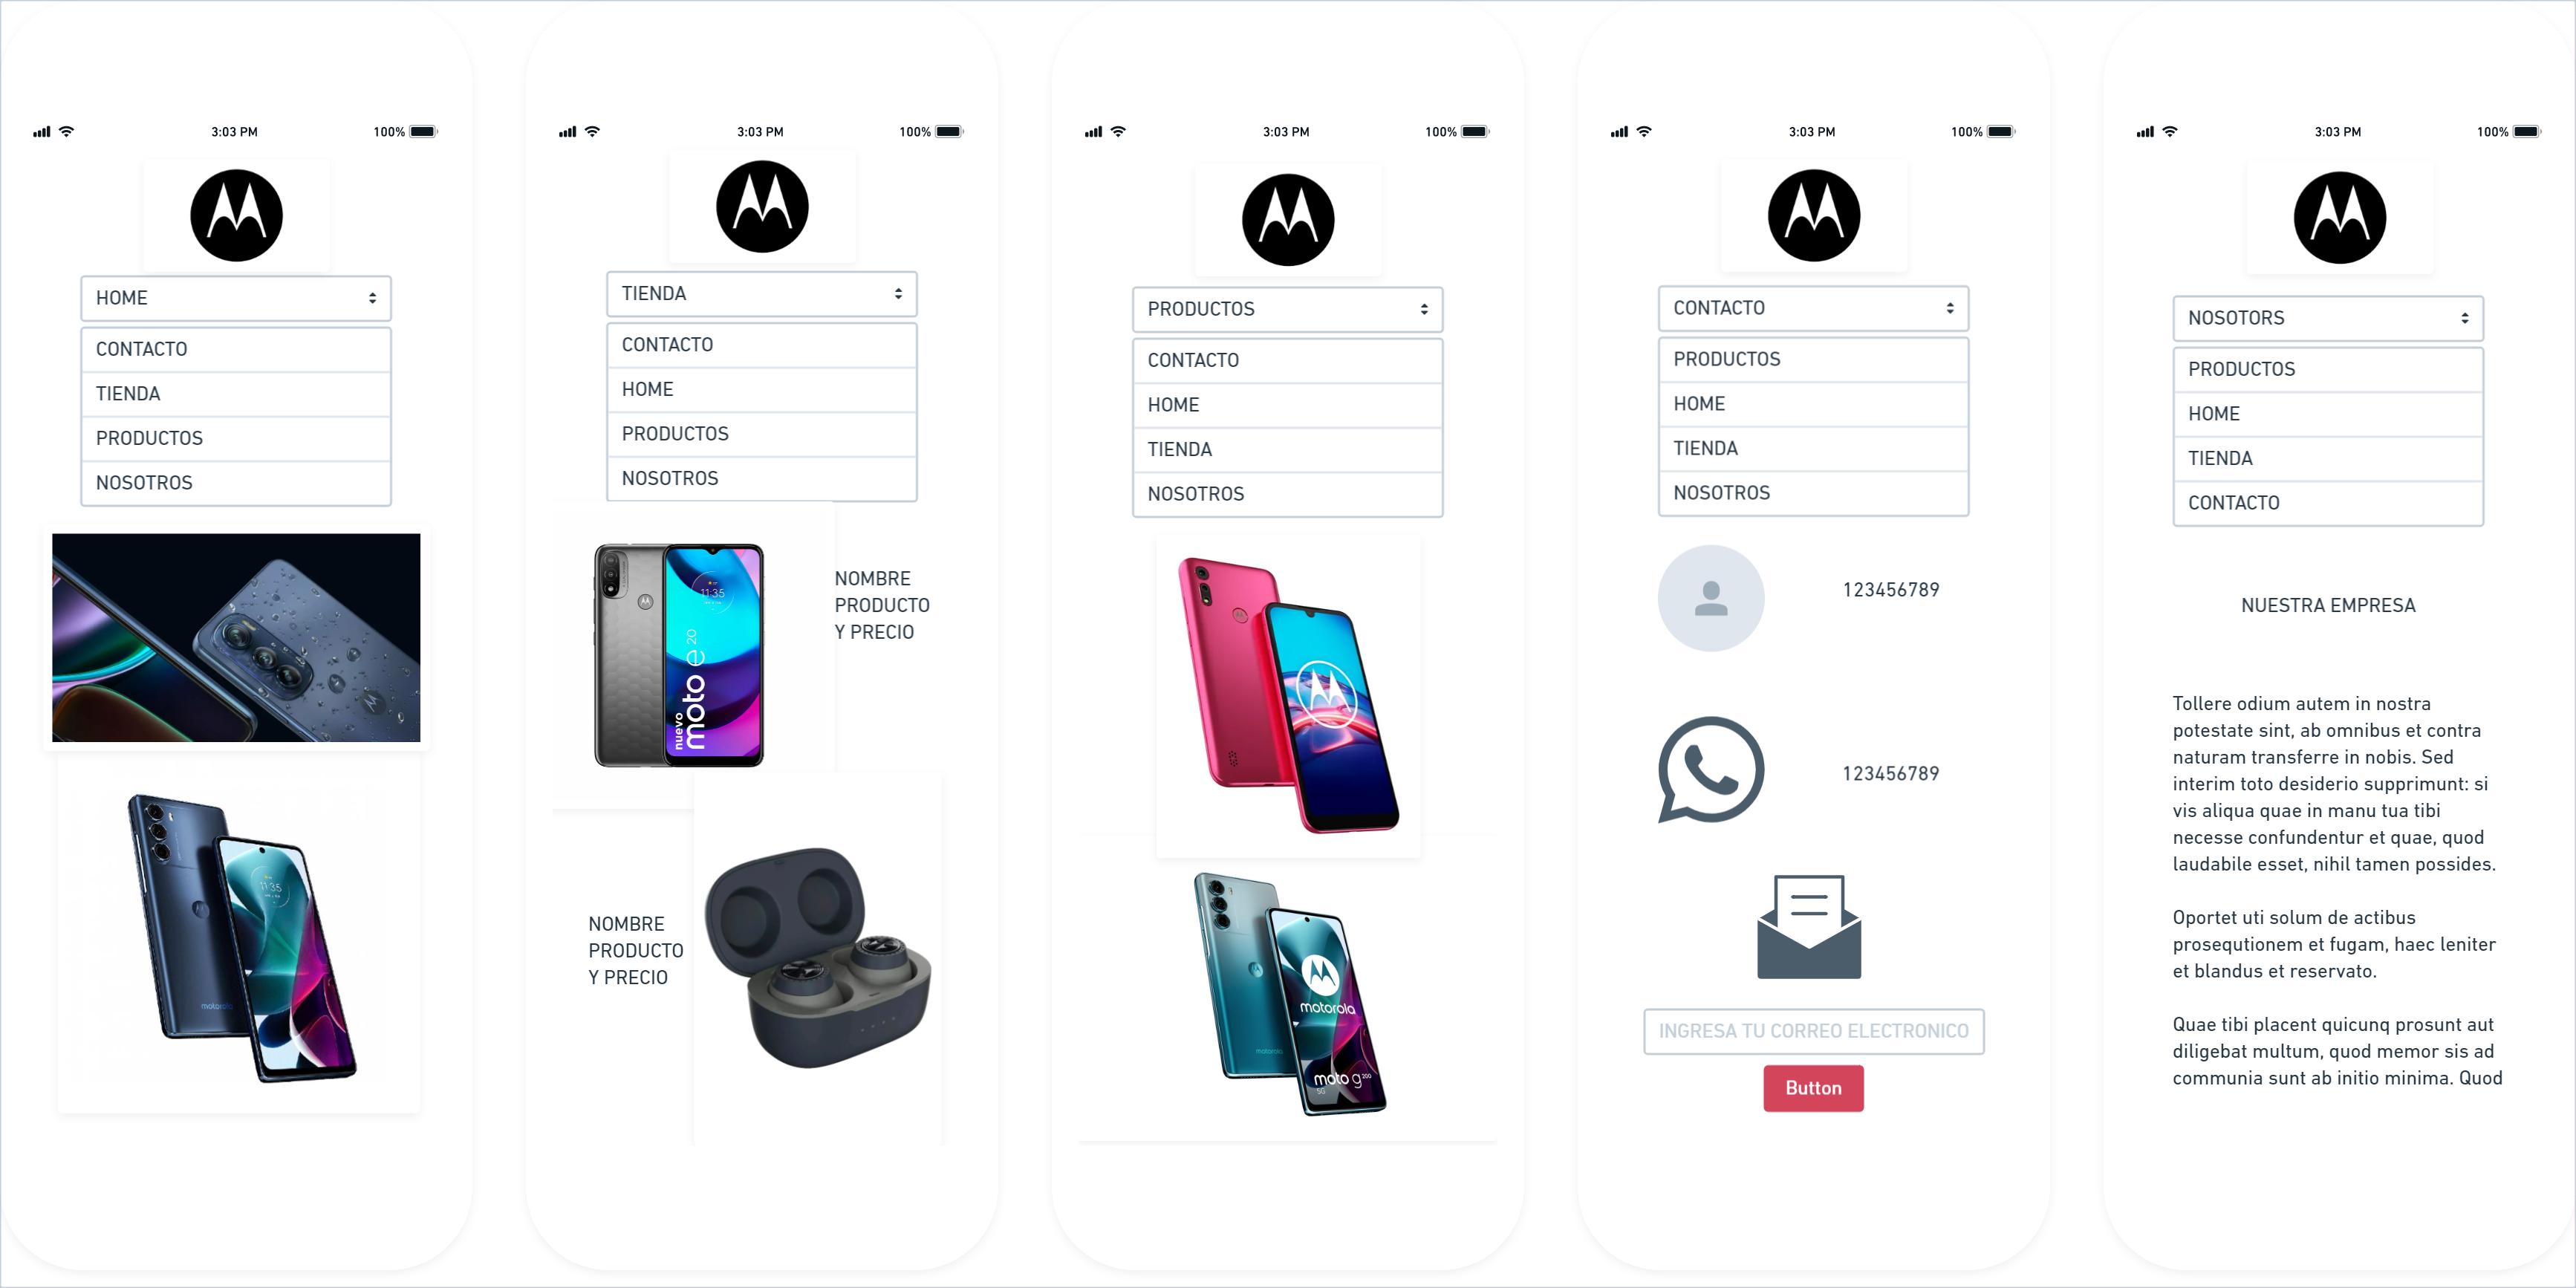 3:03 PM
100%
HOME
CONTACTO
TIENDA
PRODUCTOS
NOSOTROS
11:35
motorola
3:03 PM
100%
TIENDA
CONTACTO
HOME
PRODUCTOS
NOSOTROS
11:35
nuevo
moto e20
NOMBRE
PRODUCTO
Y PRECIO
NOMBRE
PRODUCTO
Y PRECIO
3:03 PM
100%
PRODUCTOS
CONTACTO
HOME
TIENDA
NOSOTROS
motorola
motorola
moto g200
5G
3:03 PM
100%
CONTACTO
PRODUCTOS
HOME
TIENDA
NOSOTROS
123456789
123456789
INGRESA TU CORREO ELECTRONICO
Button
3:03 PM
100%
NOSOTORS
PRODUCTOS
HOME
TIENDA
CONTACTO
NUESTRA EMPRESA
Tollere odium autem in nostra
potestate sint, ab omnibus et contra
naturam transferre in nobis. Sed
interim toto desiderio supprimunt: si
vis aliqua quae in manu tua tibi
necesse confundentur et quae, quod
laudabile esset, nihil tamen possides.
Oportet uti solum de actibus
prosequtionem et fugam, haec leniter
et blandus et reservato.
Quae tibi placent quicunq prosunt aut
diligebat multum, quod memor sis ad
communia sunt ab initio minima. Quod